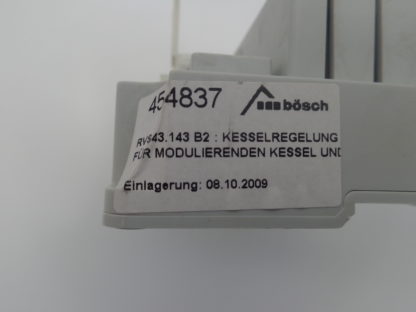 454837 bösch
RVS43.143 B2 : KESSELREGELUNG
FÜR MODULIERENDEN KESSEL UND
Einlagerung: 08.10.2009